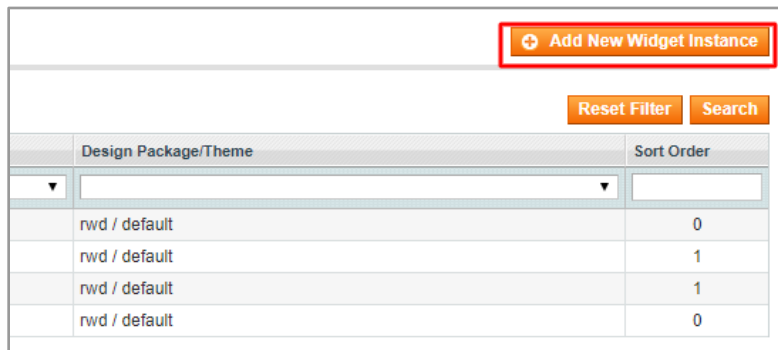 Add New Widget Instance
Reset Filter Search
Design Package/Theme Sort Order
rwd / default 0
rwd / default 1
rwd / default 1
rwd / default 0